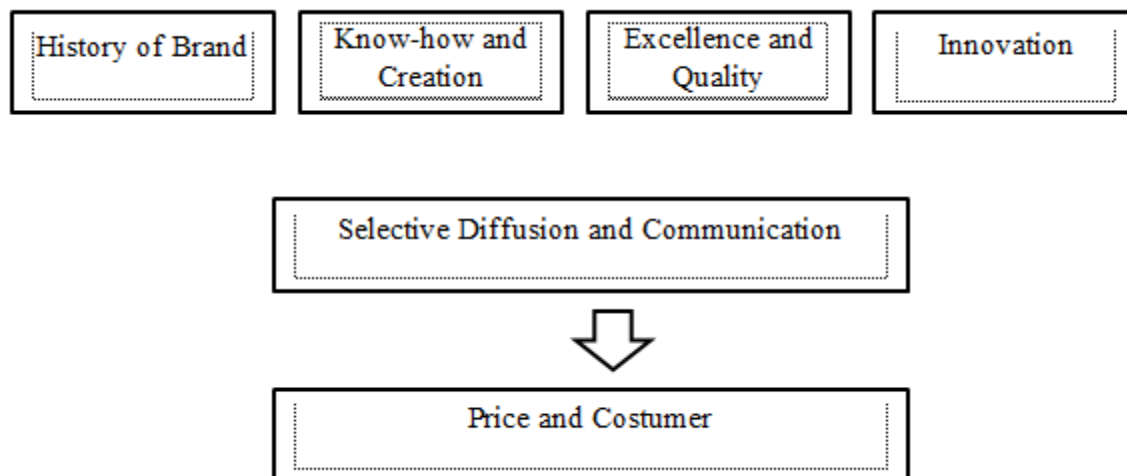 History of Brand
Know-how and
Creation
Excellence and
Quality
Innovation
Selective Diffusion and Communication
Price and Costumer